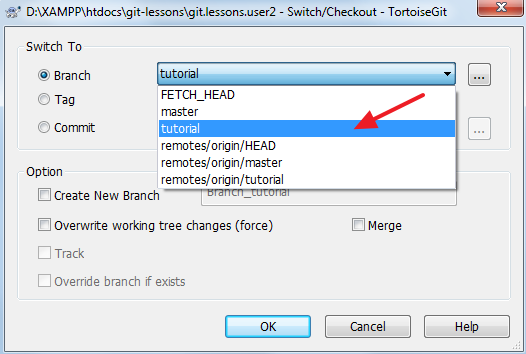 D:\XAMPP\htdocs\git-lessons\git.lessons.user2 - Switch/Checkout - TortoiseGit
Switch To
Branch tutorial ...
FETCH_HEAD
Tag master
tutorial
Commit ...
remotes/origin/HEAD
remotes/origin/master
Option
remotes/origin/tutorial
Create New Branch Branch_tutorial
Overwrite working tree changes (force) Merge
Track
Override branch if exists
OK Cancel Help